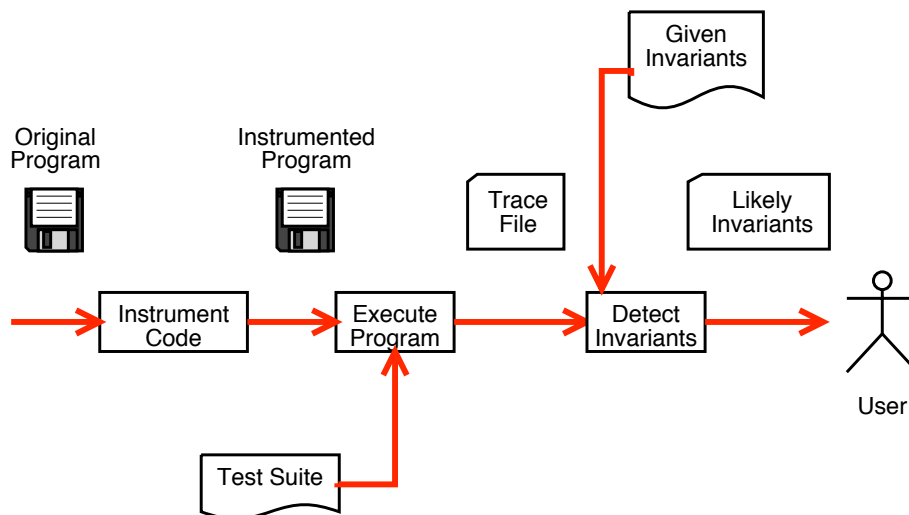 Given
Invariants
Original
Program
Instrumented
Program
Trace
File
Likely
Invariants
Instrument
Code
Execute
Program
Detect
Invariants
User
Test Suite